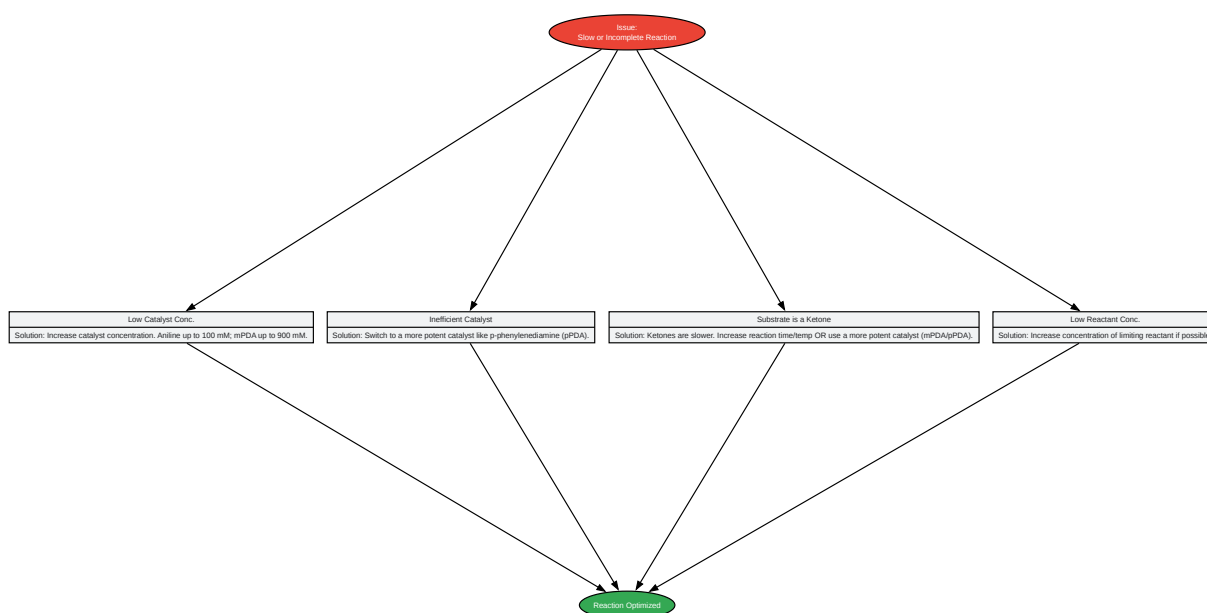 Issue:
Slow or Incomplete Reaction
Low Catalyst Conc.
Solution: Increase catalyst concentration. Aniline up to 100 mM; mPDA up to 900 mM.
Inefficient Catalyst
Solution: Switch to a more potent catalyst like p-phenylenediamine (pPDA).
Substrate is a Ketone
Solution: Ketones are slower. Increase reaction time/temp OR use a more potent catalyst (mPDA/pPDA).
Low Reactant Conc.
Solution: Increase concentration of limiting reactant if possible
Reaction Optimized